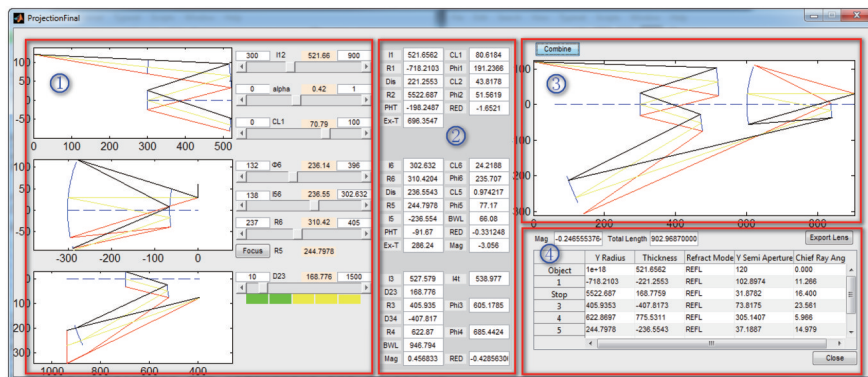 ProjectionFinal
①
100
50
0
-50
0 100 200 300 400 500
300 l12 521.66 900
0 alpha 0.42 1
0 CL1 70.79 100
100
50
0
-50
-300 -200 -100 0
132 Φ6 236.14 396
138 l56 236.55 302.632
237 R6 310.42 405
Focus R5 244.7978
10 D23 168.776 1500
0
100
200
300
1000 800 600 400
②
l1 521.6562 CL1 80.6184
R1 -718.2103 Phi1 191.2366
Dis 221.2553 CL2 43.8178
R2 5522.687 Phi2 51.5619
PHT -198.2487 RED -1.6521
Ex-T 696.3547
l6 302.632 CL6 24.2188
R6 310.4204 Phi6 235.707
Dis 236.5543 CL5 0.974217
R5 244.7978 Phi5 77.17
l5 -236.554 BWL 66.08
PHT -91.67 RED -0.331248
Ex-T 286.24 Mag -3.056
l3 527.579 l4t 538.977
D23 168.776
R3 405.935 Phi3 605.1785
D34 -407.817
R4 622.87 Phi4 685.4424
BWL 946.794
Mag 0.456833 RED -0.4285630
Combine
③
100
0
-100
-200
-300
0 200 400 600 800
④
Mag -0.246555376 Total Length 902.96870000 Export Lens
Y Radius Thickness Refract Mode Y Semi Aperture Chief Ray Ang
Object 1e+18 521.6562 REFL 120 0.000
1 -718.2103 -221.2553 REFL 102.8974 11.266
Stop 5522.687 168.7759 REFL 31.8782 16.400
3 405.9353 -407.8173 REFL 73.8175 23.561
4 622.8697 775.5311 REFL 305.1407 5.966
5 244.7978 -236.5543 REFL 37.1887 14.979
Close